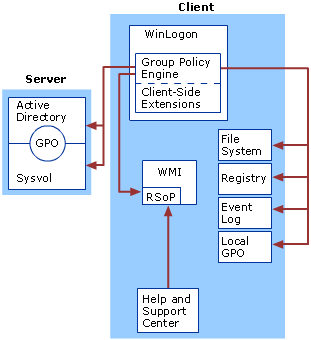 Client
WinLogon
Group Policy
Engine
Client-Side
Extensions
Server
Active
Directory
GPO
Sysvol
File
System
WMI
RSoP
Registry
Event
Log
Local
GPO
Help and
Support
Center